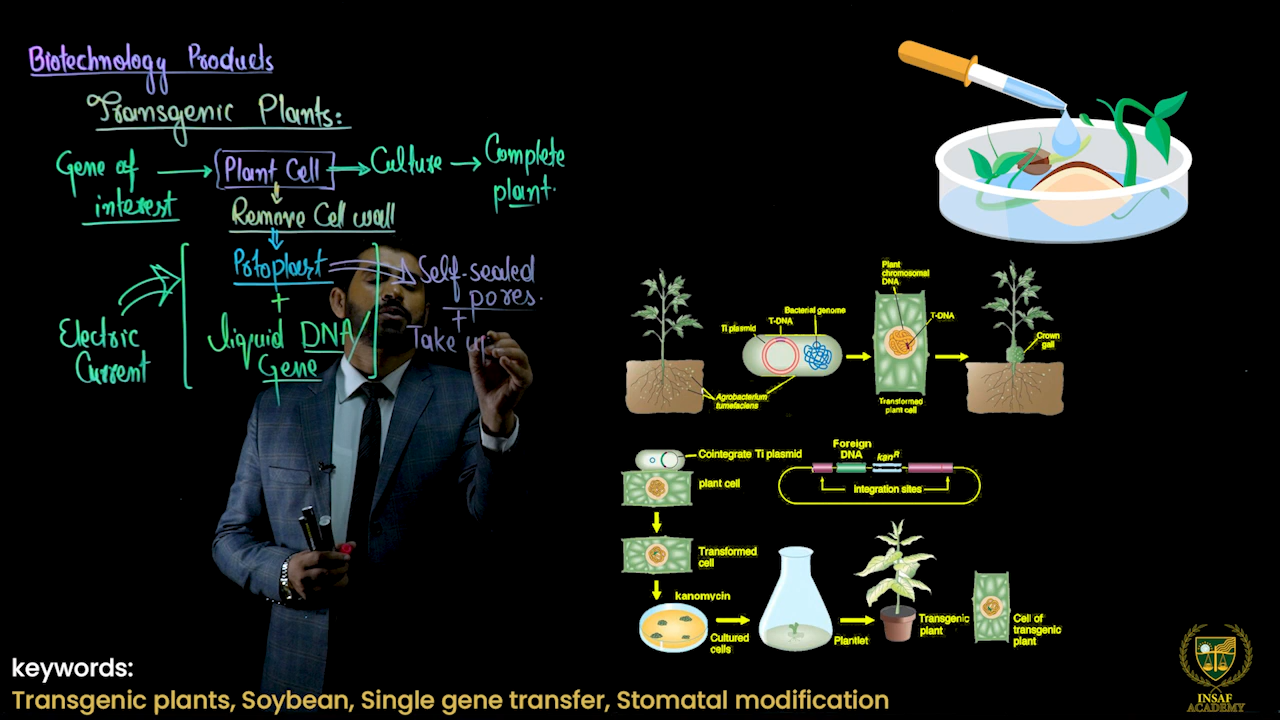 Biotechnology Products
Transgenic Plants:
Gene of interest → Plant Cell → Culture → Complete plant.
Remove Cell wall
Protoplast
Self-sealed pores.
+
+
Electric Current
liquid DNA/ Gene
Take up
Plant chromosomal DNA
Bacterial genome
T-DNA
Ti plasmid
T-DNA
Crown gall
Agrobacterium tumefaciens
Transformed plant cell
Cointegrate Ti plasmid
plant cell
Foreign DNA
kanR
integration sites
Transformed cell
kanomycin
Cultured cells
Plantlet
Transgenic plant
Cell of transgenic plant
keywords:
Transgenic plants, Soybean, Single gene transfer, Stomatal modification
INSAF
ACADEMY